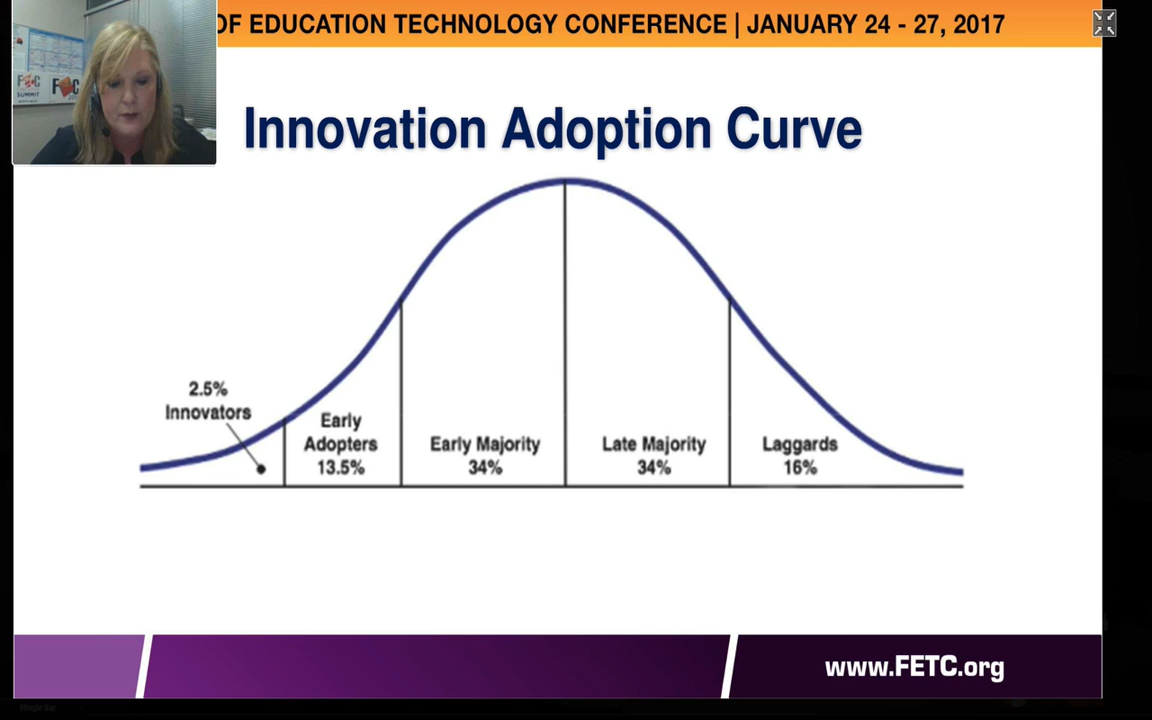 OF EDUCATION TECHNOLOGY CONFERENCE | JANUARY 24 - 27, 2017
SUMMIT
Innovation Adoption Curve
2.5%
Innovators
Early
Adopters
13.5%
Early Majority
34%
Late Majority
34%
Laggards
16%
www.FETC.org